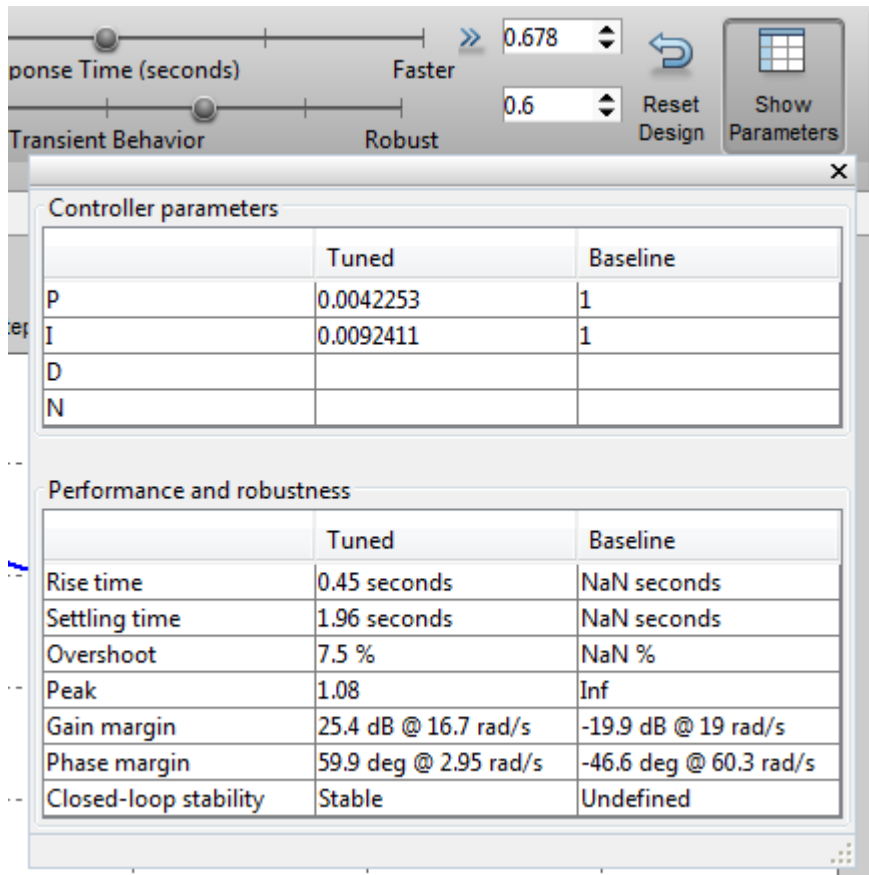 0.678
ponse Time (seconds) Faster
0.6 Reset Show
Transient Behavior Robust Design Parameters
Controller parameters
Tuned Baseline
P 0.0042253 1
I 0.0092411 1
D
N
Performance and robustness
Tuned Baseline
Rise time 0.45 seconds NaN seconds
Settling time 1.96 seconds NaN seconds
Overshoot 7.5 % NaN %
Peak 1.08 Inf
Gain margin 25.4 dB @ 16.7 rad/s -19.9 dB @ 19 rad/s
Phase margin 59.9 deg @ 2.95 rad/s -46.6 deg @ 60.3 rad/s
Closed-loop stability Stable Undefined